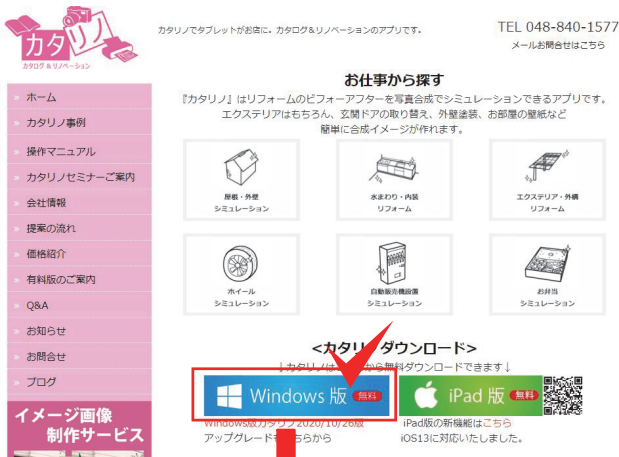 カタリノ
カタログ & リノベーション
カタリノでタブレットがお店に。カタログ&リノベーションのアプリです。
TEL 048-840-1577
メールお問合せはこちら
ホーム
カタリノ事例
操作マニュアル
カタリノセミナーご案内
会社情報
提案の流れ
価格紹介
有料版のご案内
Q&A
お知らせ
お問合せ
ブログ
イメージ画像
制作サービス
お仕事から探す
『カタリノ』はリフォームのビフォーアフターを写真合成でシミュレーションできるアプリです。
エクステリアはもちろん、玄関ドアの取り替え、外壁塗装、お部屋の壁紙など
簡単に合成イメージが作れます。
屋根・外壁
シミュレーション
水まわり・内装
リフォーム
エクステリア・外構
リフォーム
ホイール
シミュレーション
自動販売機設置
シミュレーション
お弁当
シミュレーション
<カタリ ダウンロード>
↓カタリノは から無料ダウンロードできます↓
Windows 版 無料
iPad 版 無料
Windows版カタリノ2020/10/26版
アップグレードも ちらから
iPad版の新機能はこちら
iOS13に対応いたしました。